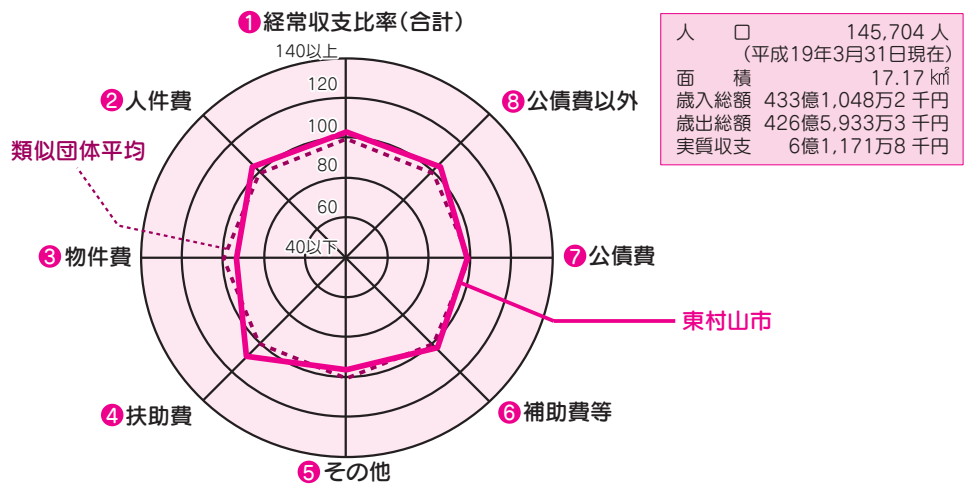 ❶経常収支比率(合計)
140以上
120
100
80
60
40以下
❷人件費
類似団体平均
❸物件費
❹扶助費
❺その他
❻補助費等
東村山市
❼公債費
❽公債費以外
人　　口　145,704 人
(平成19年3月31日現在)
面　　積　17.17 ㎢
歳入総額 433億1,048万2 千円
歳出総額 426億5,933万3 千円
実質収支 6億1,171万8 千円